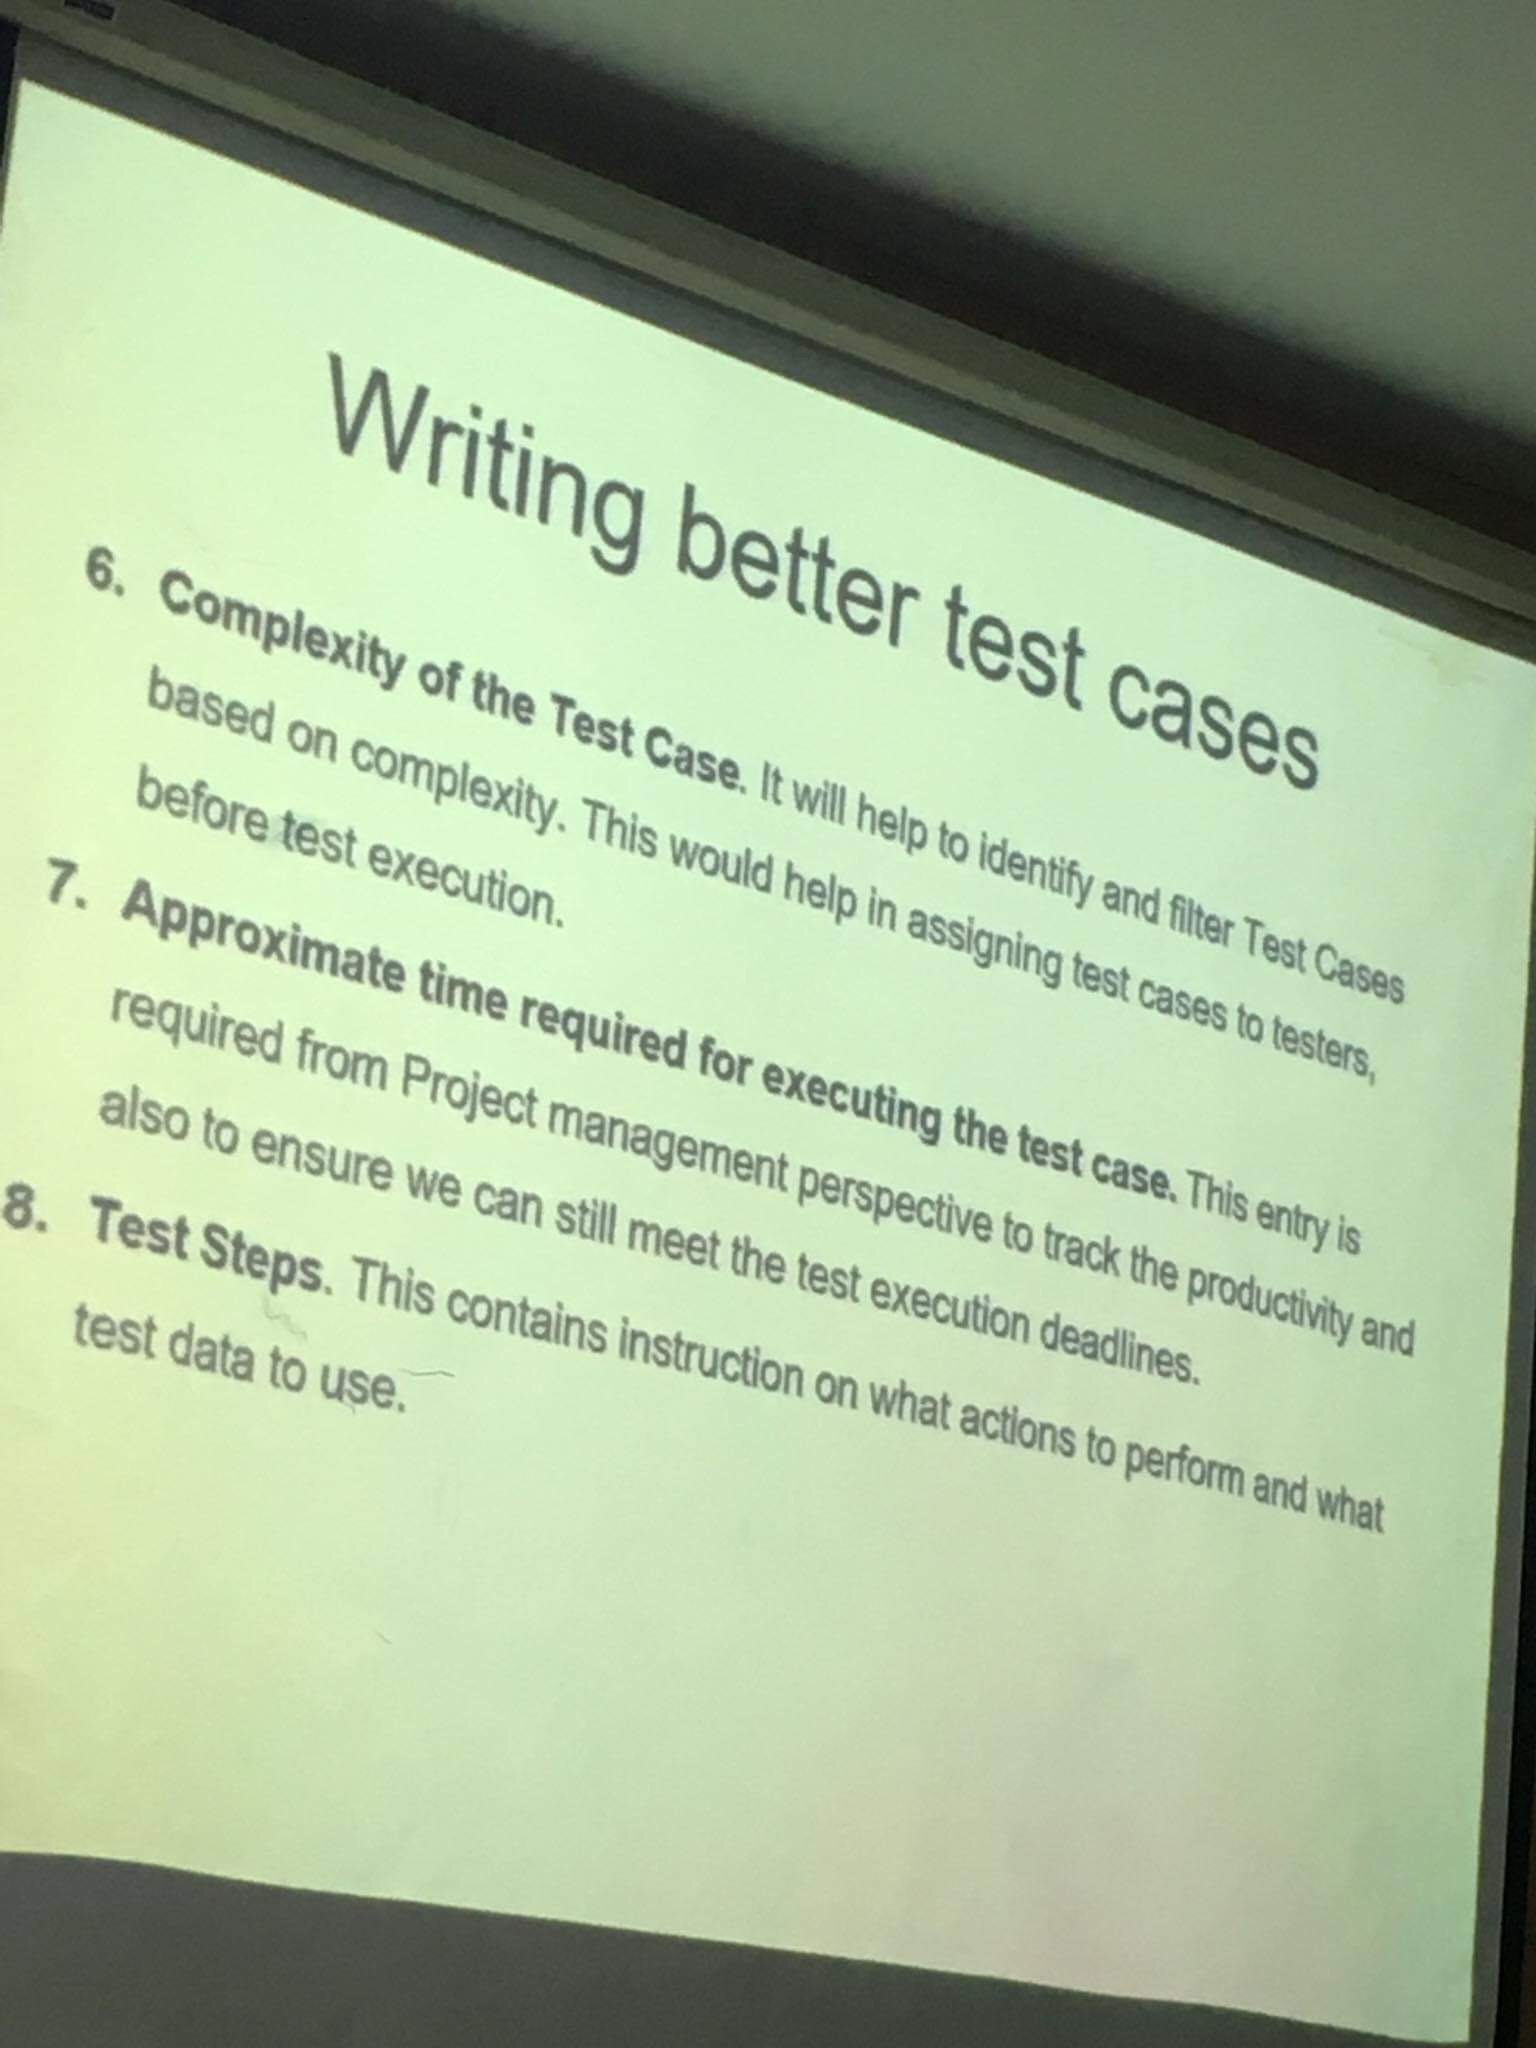 Writing better test cases
6. Complexity of the Test Case. It will help to identify and filter Test Cases
based on complexity. This would help in assigning test cases to testers,
before test execution.
7. Approximate time required for executing the test case. This entry is
required from Project management perspective to track the productivity and
also to ensure we can still meet the test execution deadlines.
8. Test Steps. This contains instruction on what actions to perform and what
test data to use.